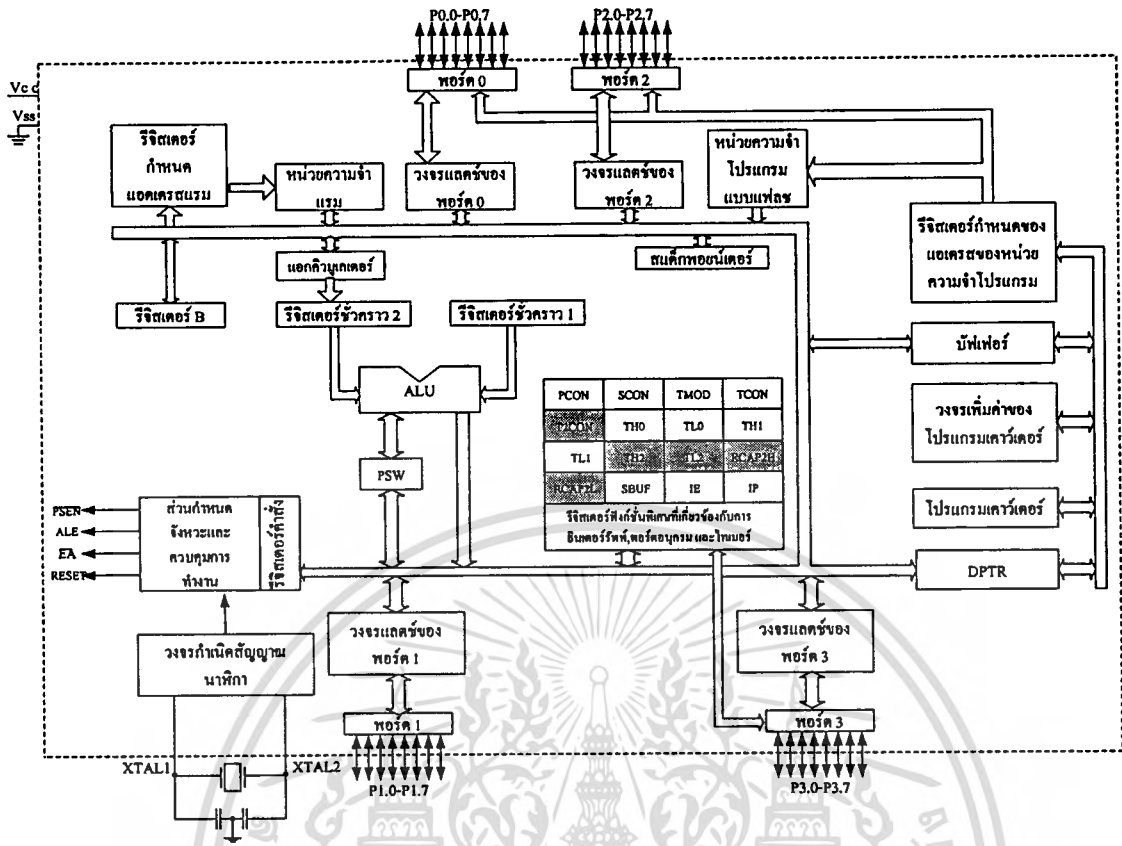 P0.0-P0.7
P2.0-P2.7
พอร์ต 0
พอร์ต 2
Vcc
Vss
รีจิสเตอร์
กำหนด
แอดเดรสแรม
หน่วยความจำ
แรม
วงจรแลตช์ของ
พอร์ต 0
วงจรแลตช์ของ
พอร์ต 2
หน่วยความจำ
โปรแกรม
แบบแฟลช
รีจิสเตอร์กำหนดของ
แอเดรสของหน่วย
ความจำโปรแกรม
แอกคิวมูเลเตอร์
สแต็กพอยน์เตอร์
รีจิสเตอร์ B
รีจิสเตอร์ชั่วคราว 2
รีจิสเตอร์ชั่วคราว 1
บัฟเฟอร์
ALU
PCON SCON TMOD TCON
T2CON TH0 TL0 TH1
TL1 TH2 TL2 RCAP2H
RCAP2L SBUF IE IP
รีจิสเตอร์ฟังก์ชั่นพิเศษที่เกี่ยวข้องกับการ
อินเตอร์รัพท์,พอร์ตอนุกรม และไทเมอร์
วงจรเพิ่มค่าของ
โปรแกรมเคาว์เตอร์
PSW
โปรแกรมเคาว์เตอร์
PSEN
ALE
EA
RESET
ส่วนกำหนด
จังหวะและ
ควบคุมการ
ทำงาน
รีจิสเตอร์คำสั่ง
DPTR
วงจรกำเนิดสัญญาณ
นาฬิกา
วงจรแลตช์ของ
พอร์ต 1
วงจรแลตช์ของ
พอร์ต 3
พอร์ต 1
พอร์ต 3
XTAL1
XTAL2
P1.0-P1.7
P3.0-P3.7